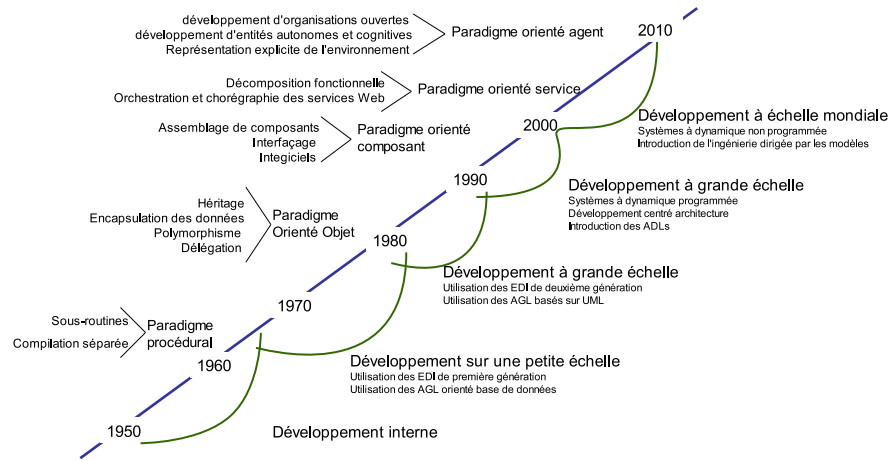 développement d'organisations ouvertes
développement d'entités autonomes et cognitives
Représentation explicite de l'environnement
Paradigme orienté agent
2010
Décomposition fonctionnelle
Orchestration et chorégraphie des services Web
Paradigme orienté service
Assemblage de composants
Interfaçage
Integiciels
Paradigme orienté
composant
2000
Développement à échelle mondiale
Systèmes à dynamique non programmée
Introduction de l'ingénierie dirigée par les modèles
1990
Développement à grande échelle
Systèmes à dynamique programmée
Développement centré architecture
Introduction des ADLs
Héritage
Encapsulation des données
Polymorphisme
Délégation
Paradigme
Orienté Objet
1980
Développement à grande échelle
Utilisation des EDI de deuxième génération
Utilisation des AGL basés sur UML
1970
Sous-routines
Compilation séparée
Paradigme
procédural
1960
Développement sur une petite échelle
Utilisation des EDI de première génération
Utilisation des AGL orienté base de données
1950
Développement interne